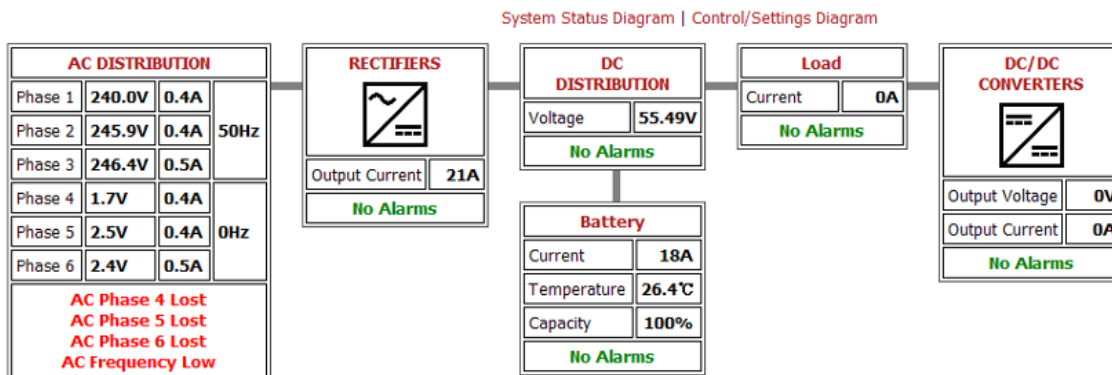 System Status Diagram | Control/Settings Diagram
AC DISTRIBUTION
Phase 1 240.0V 0.4A
Phase 2 245.9V 0.4A 50Hz
Phase 3 246.4V 0.5A
Phase 4 1.7V 0.4A
Phase 5 2.5V 0.4A 0Hz
Phase 6 2.4V 0.5A
AC Phase 4 Lost
AC Phase 5 Lost
AC Phase 6 Lost
AC Frequency Low
RECTIFIERS
Output Current 21A
No Alarms
DC
DISTRIBUTION
Voltage 55.49V
No Alarms
Battery
Current 18A
Temperature 26.4℃
Capacity 100%
No Alarms
Load
Current 0A
No Alarms
DC/DC
CONVERTERS
Output Voltage 0V
Output Current 0A
No Alarms